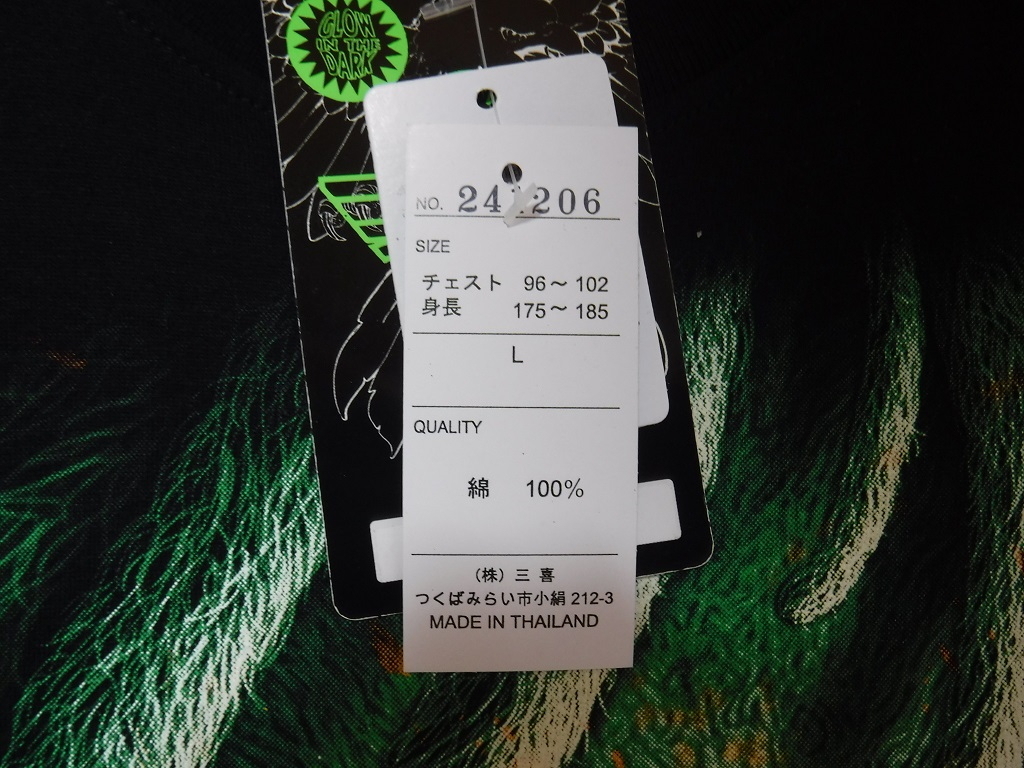 GLOW
IN THE
DARK
NO.
SIZE
チェスト 96～102
身長 175～185
L
QUALITY
綿 100%
（株）三 喜
つくばみらい市小絹 212-3
MADE IN THAILAND